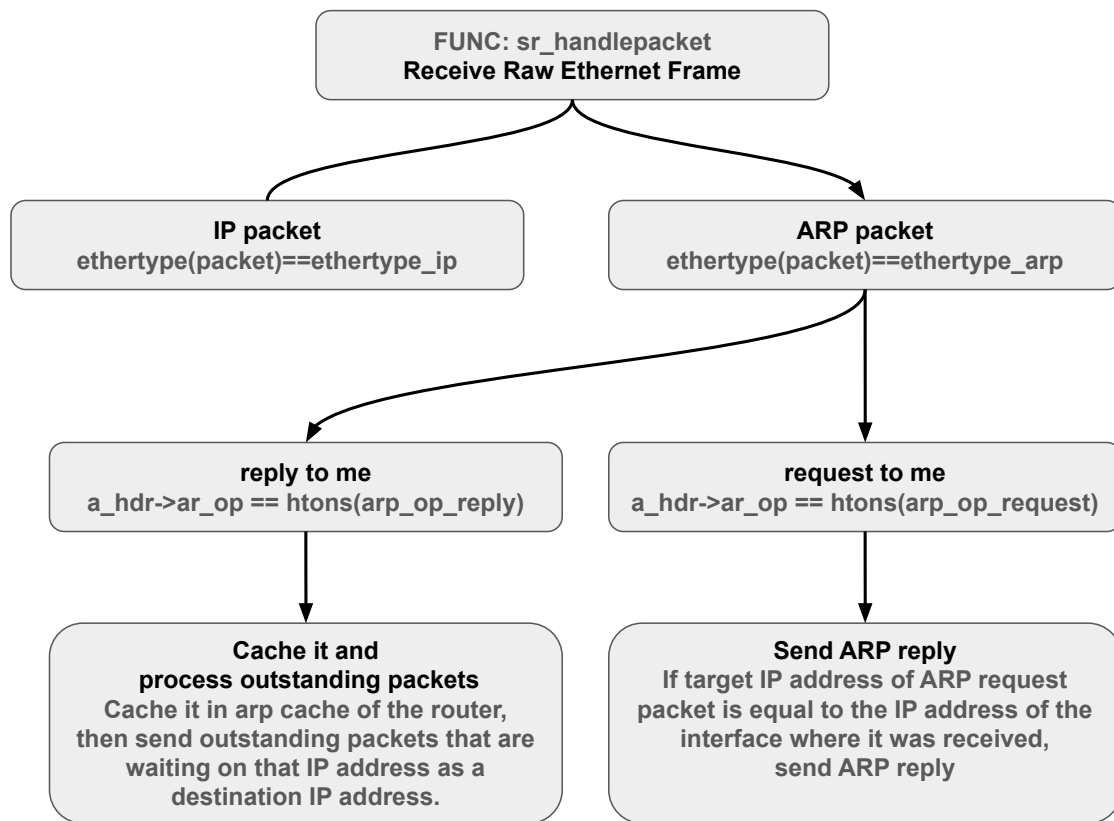 FUNC: sr_handlepacket
Receive Raw Ethernet Frame
IP packet
ethertype(packet)==ethertype_ip
ARP packet
ethertype(packet)==ethertype_arp
reply to me
a_hdr->ar_op == htons(arp_op_reply)
request to me
a_hdr->ar_op == htons(arp_op_request)
Cache it and
process outstanding packets
Cache it in arp cache of the router,
then send outstanding packets that are
waiting on that IP address as a
destination IP address.
Send ARP reply
If target IP address of ARP request
packet is equal to the IP address of the
interface where it was received,
send ARP reply